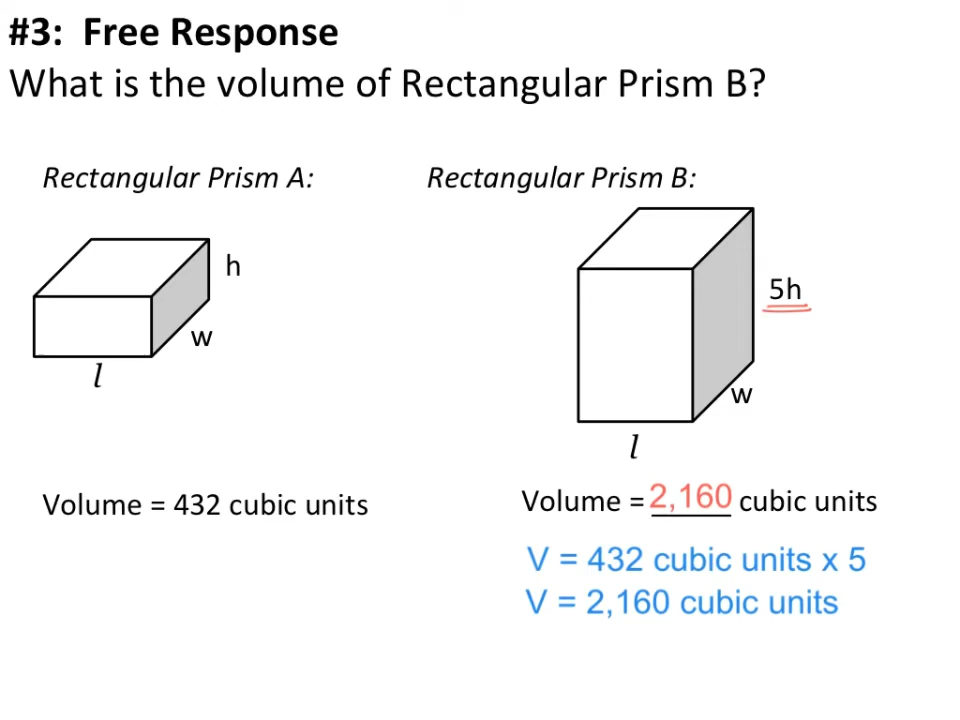 #3: Free Response
What is the volume of Rectangular Prism B?
Rectangular Prism A:
h
w
l
Volume = 432 cubic units
Rectangular Prism B:
5h
w
l
Volume = 2,160 cubic units
V = 432 cubic units x 5
V = 2,160 cubic units